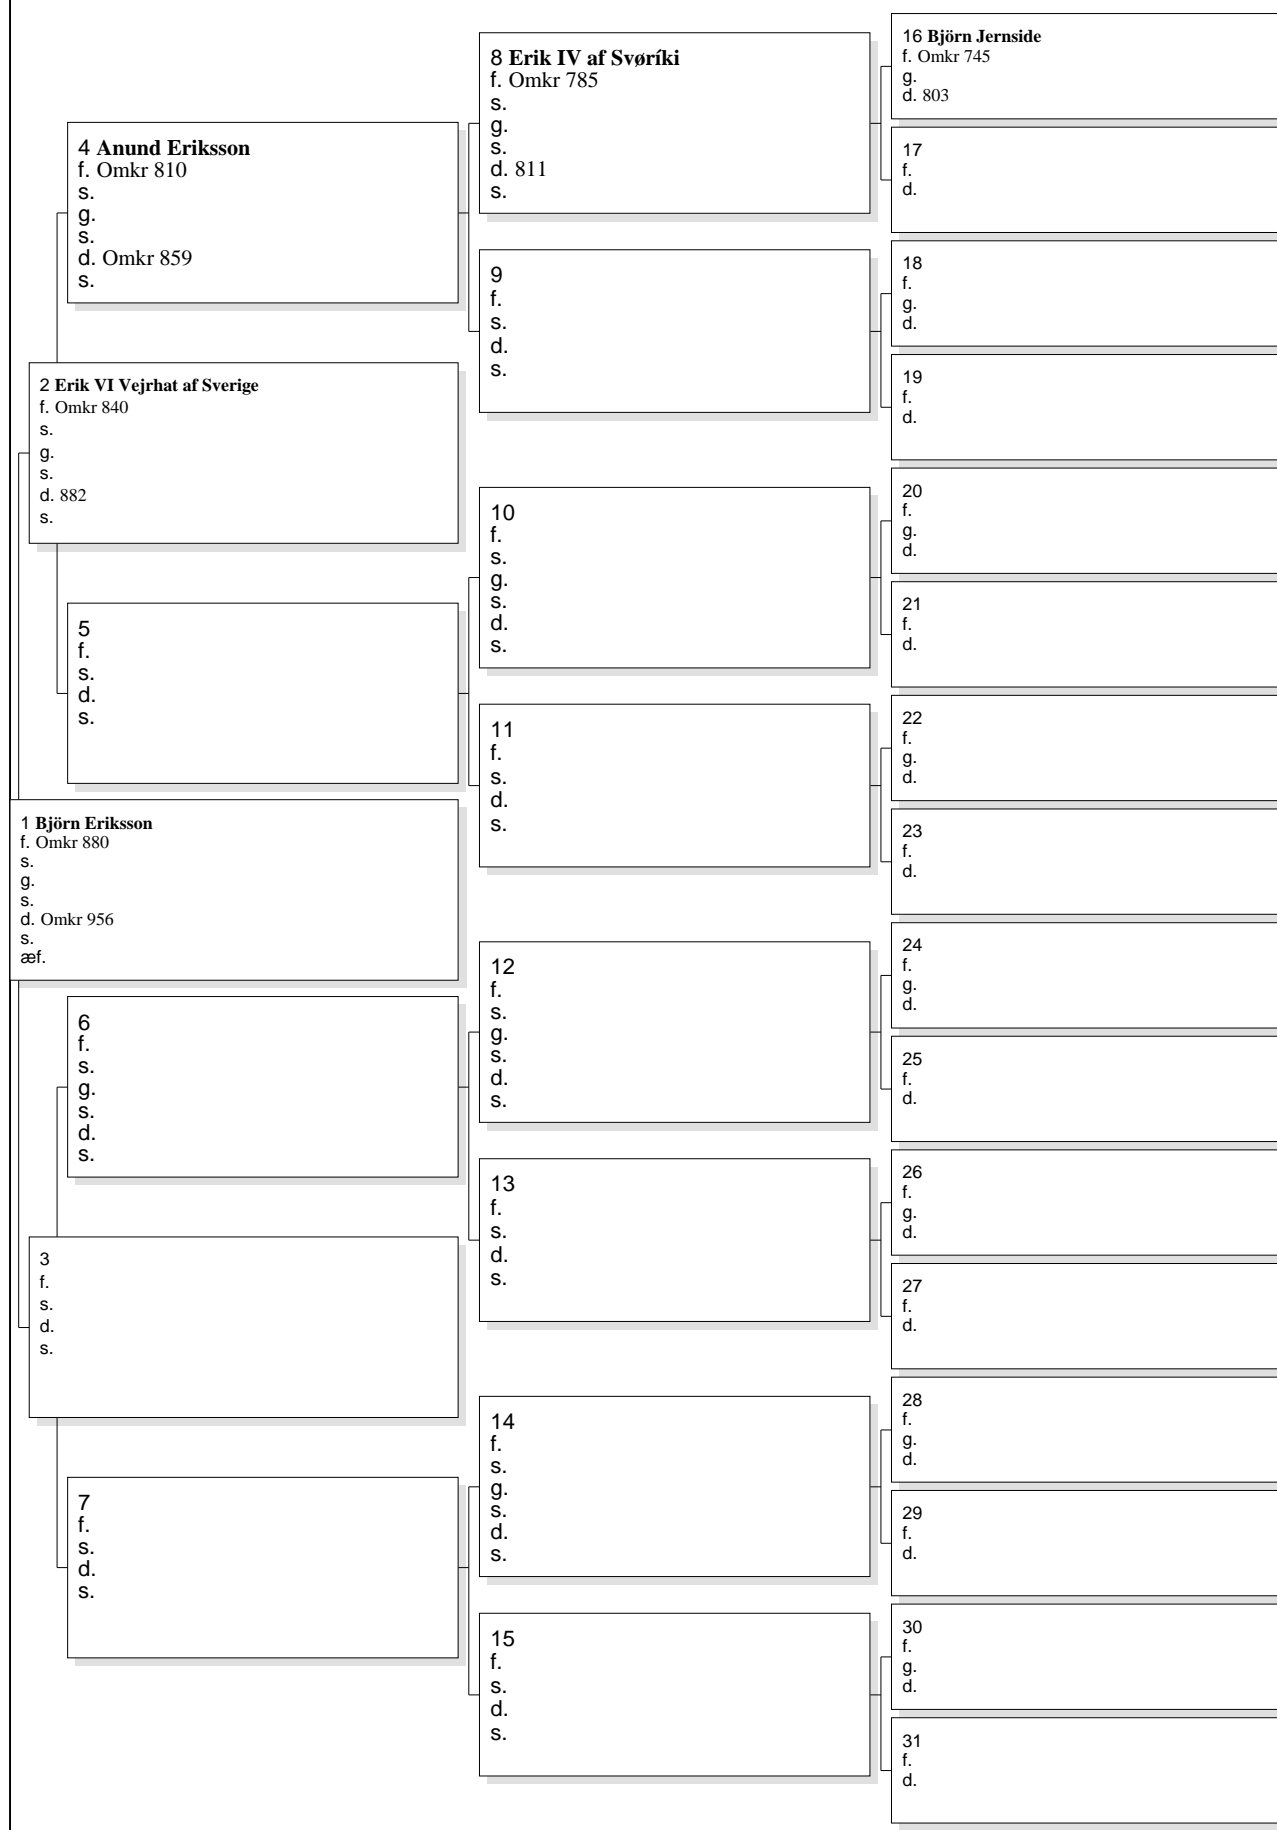 16 Björn Jernside
f. Omkr 745
g.
d. 803
8 Erik IV af Svøríki
f. Omkr 785
s.
g.
s.
d. 811
s.
17
f.
d.
4 Anund Eriksson
f. Omkr 810
s.
g.
s.
d. Omkr 859
s.
18
f.
g.
d.
9
f.
s.
d.
s.
19
f.
d.
2 Erik VI Vejrhat af Sverige
f. Omkr 840
s.
g.
s.
d. 882
s.
20
f.
g.
d.
10
f.
s.
g.
s.
d.
s.
21
f.
d.
5
f.
s.
d.
s.
22
f.
g.
d.
11
f.
s.
d.
s.
23
f.
d.
1 Björn Eriksson
f. Omkr 880
s.
g.
s.
d. Omkr 956
s.
æf.
24
f.
g.
d.
12
f.
s.
g.
s.
d.
s.
25
f.
d.
6
f.
s.
g.
s.
d.
s.
26
f.
g.
d.
13
f.
s.
d.
s.
27
f.
d.
3
f.
s.
d.
s.
28
f.
g.
d.
14
f.
s.
g.
s.
d.
s.
29
f.
d.
7
f.
s.
d.
s.
30
f.
g.
d.
15
f.
s.
d.
s.
31
f.
d.